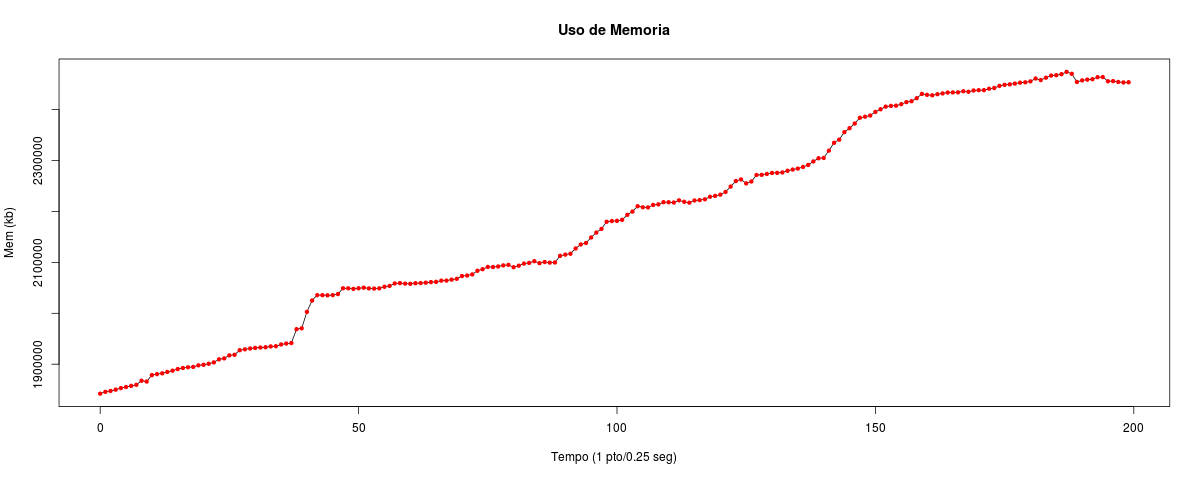 Uso de Memoria
Mem (kb)
2300000
2100000
1900000
0 50 100 150 200
Tempo (1 pto/0.25 seg)